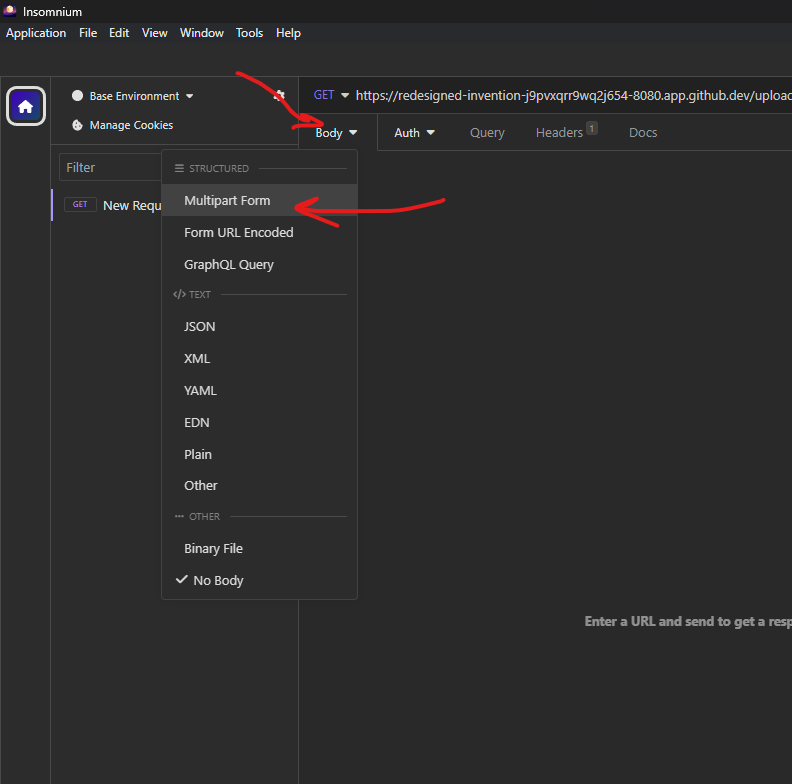 Insomnium
Application File Edit View Window Tools Help
Base Environment
GET https://redesigned-invention-j9pvxqrr9wq2j654-8080.app.github.dev/upload
Manage Cookies
Body Auth Query Headers 1 Docs
Filter
GET New Requ
STRUCTURED
Multipart Form
Form URL Encoded
GraphQL Query
</> TEXT
JSON
XML
YAML
EDN
Plain
Other
OTHER
Binary File
No Body
Enter a URL and send to get a resp